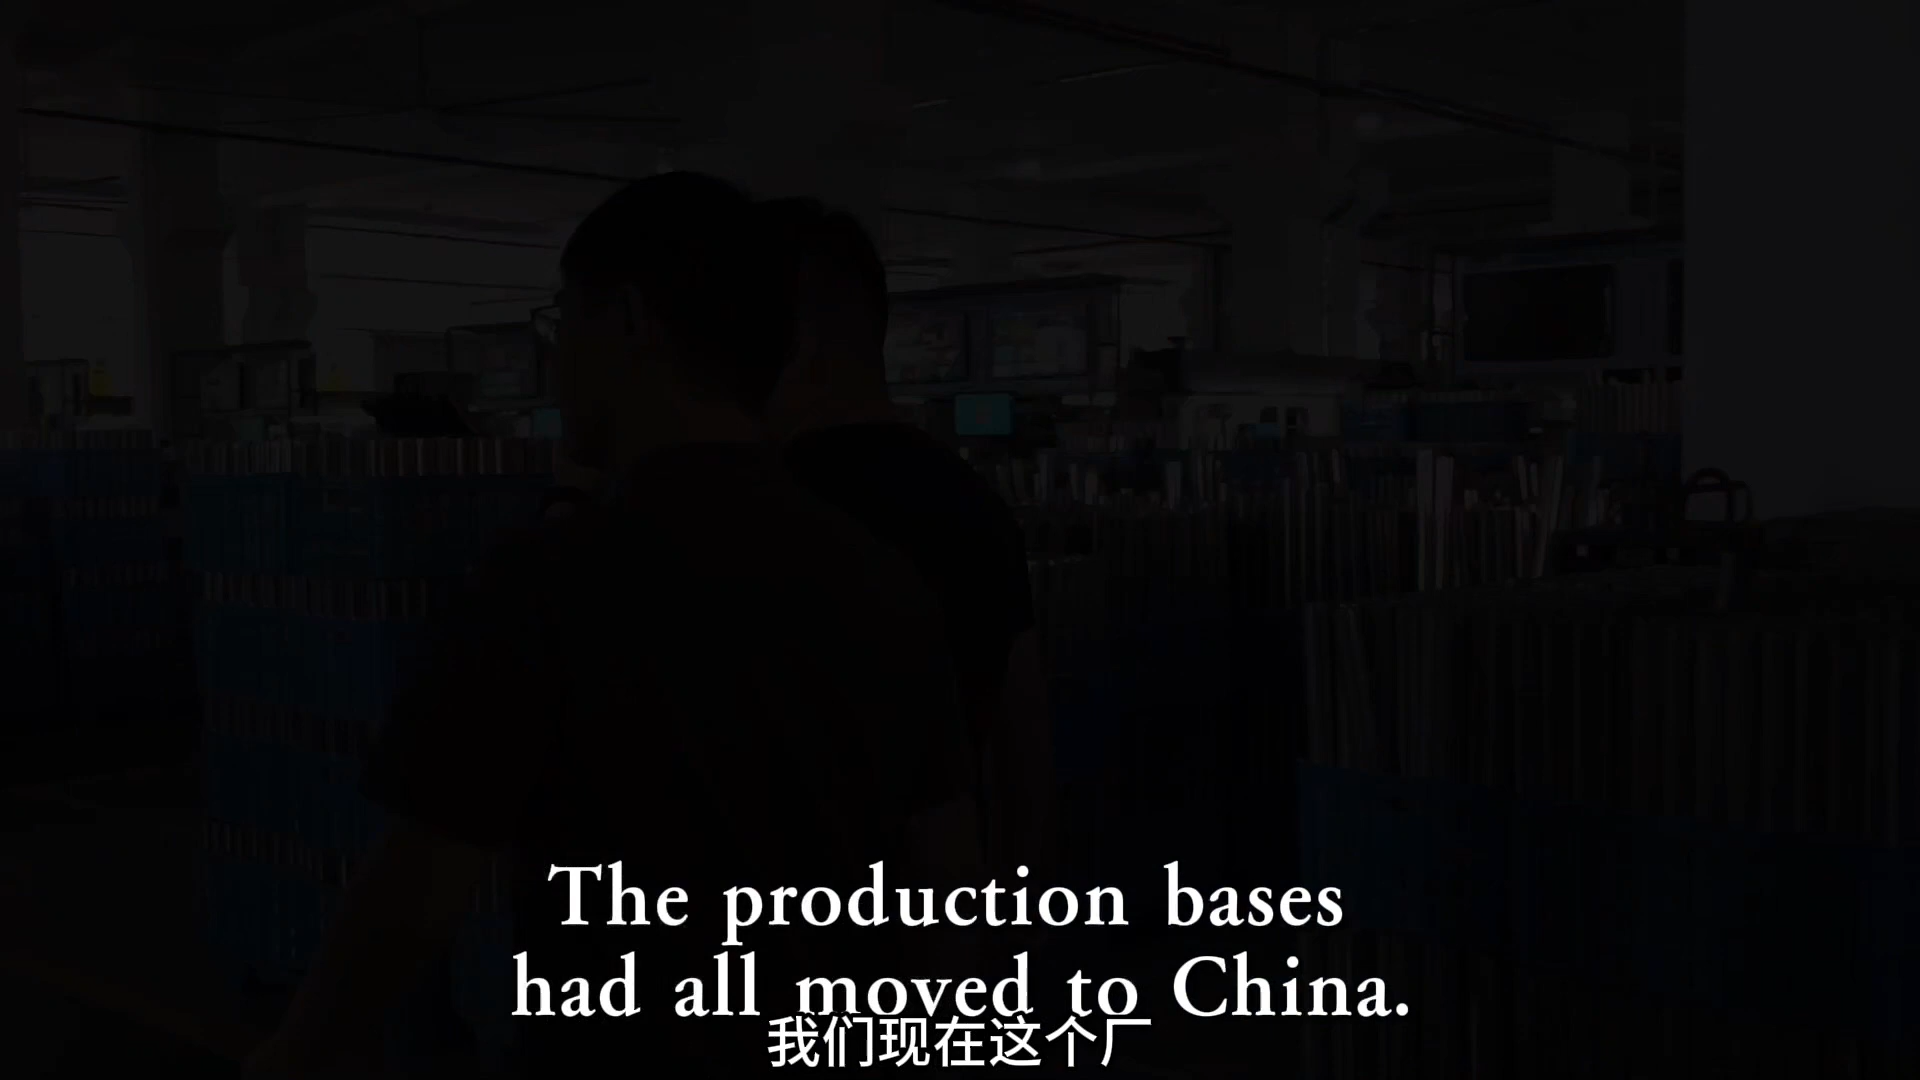 The production bases
had all moved to China.
我们现在这个厂